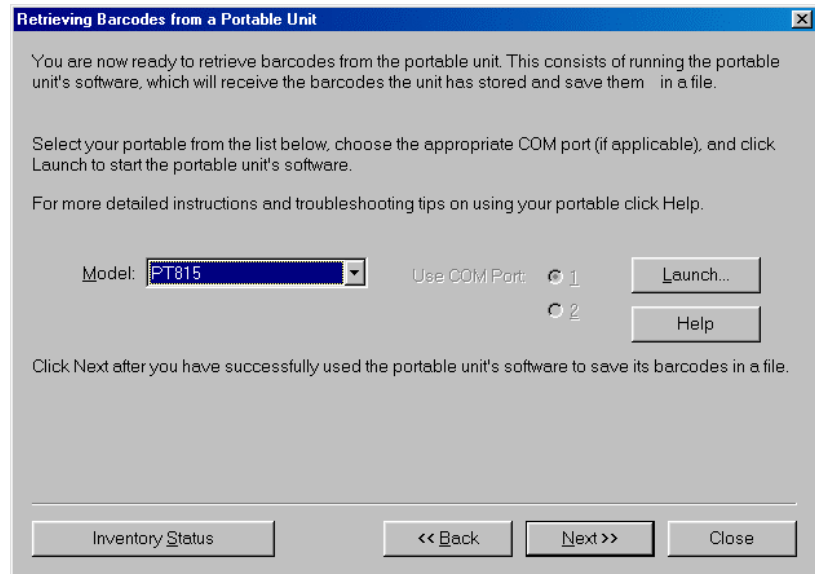 Retrieving Barcodes from a Portable Unit
You are now ready to retrieve barcodes from the portable unit. This consists of running the portable
unit's software, which will receive the barcodes the unit has stored and save them in a file.
Select your portable from the list below, choose the appropriate COM port (if applicable), and click
Launch to start the portable unit's software.
For more detailed instructions and troubleshooting tips on using your portable click Help.
Model: PT815 Use COM Port: 1 Launch...
2 Help
Click Next after you have successfully used the portable unit's software to save its barcodes in a file.
Inventory Status << Back Next >> Close